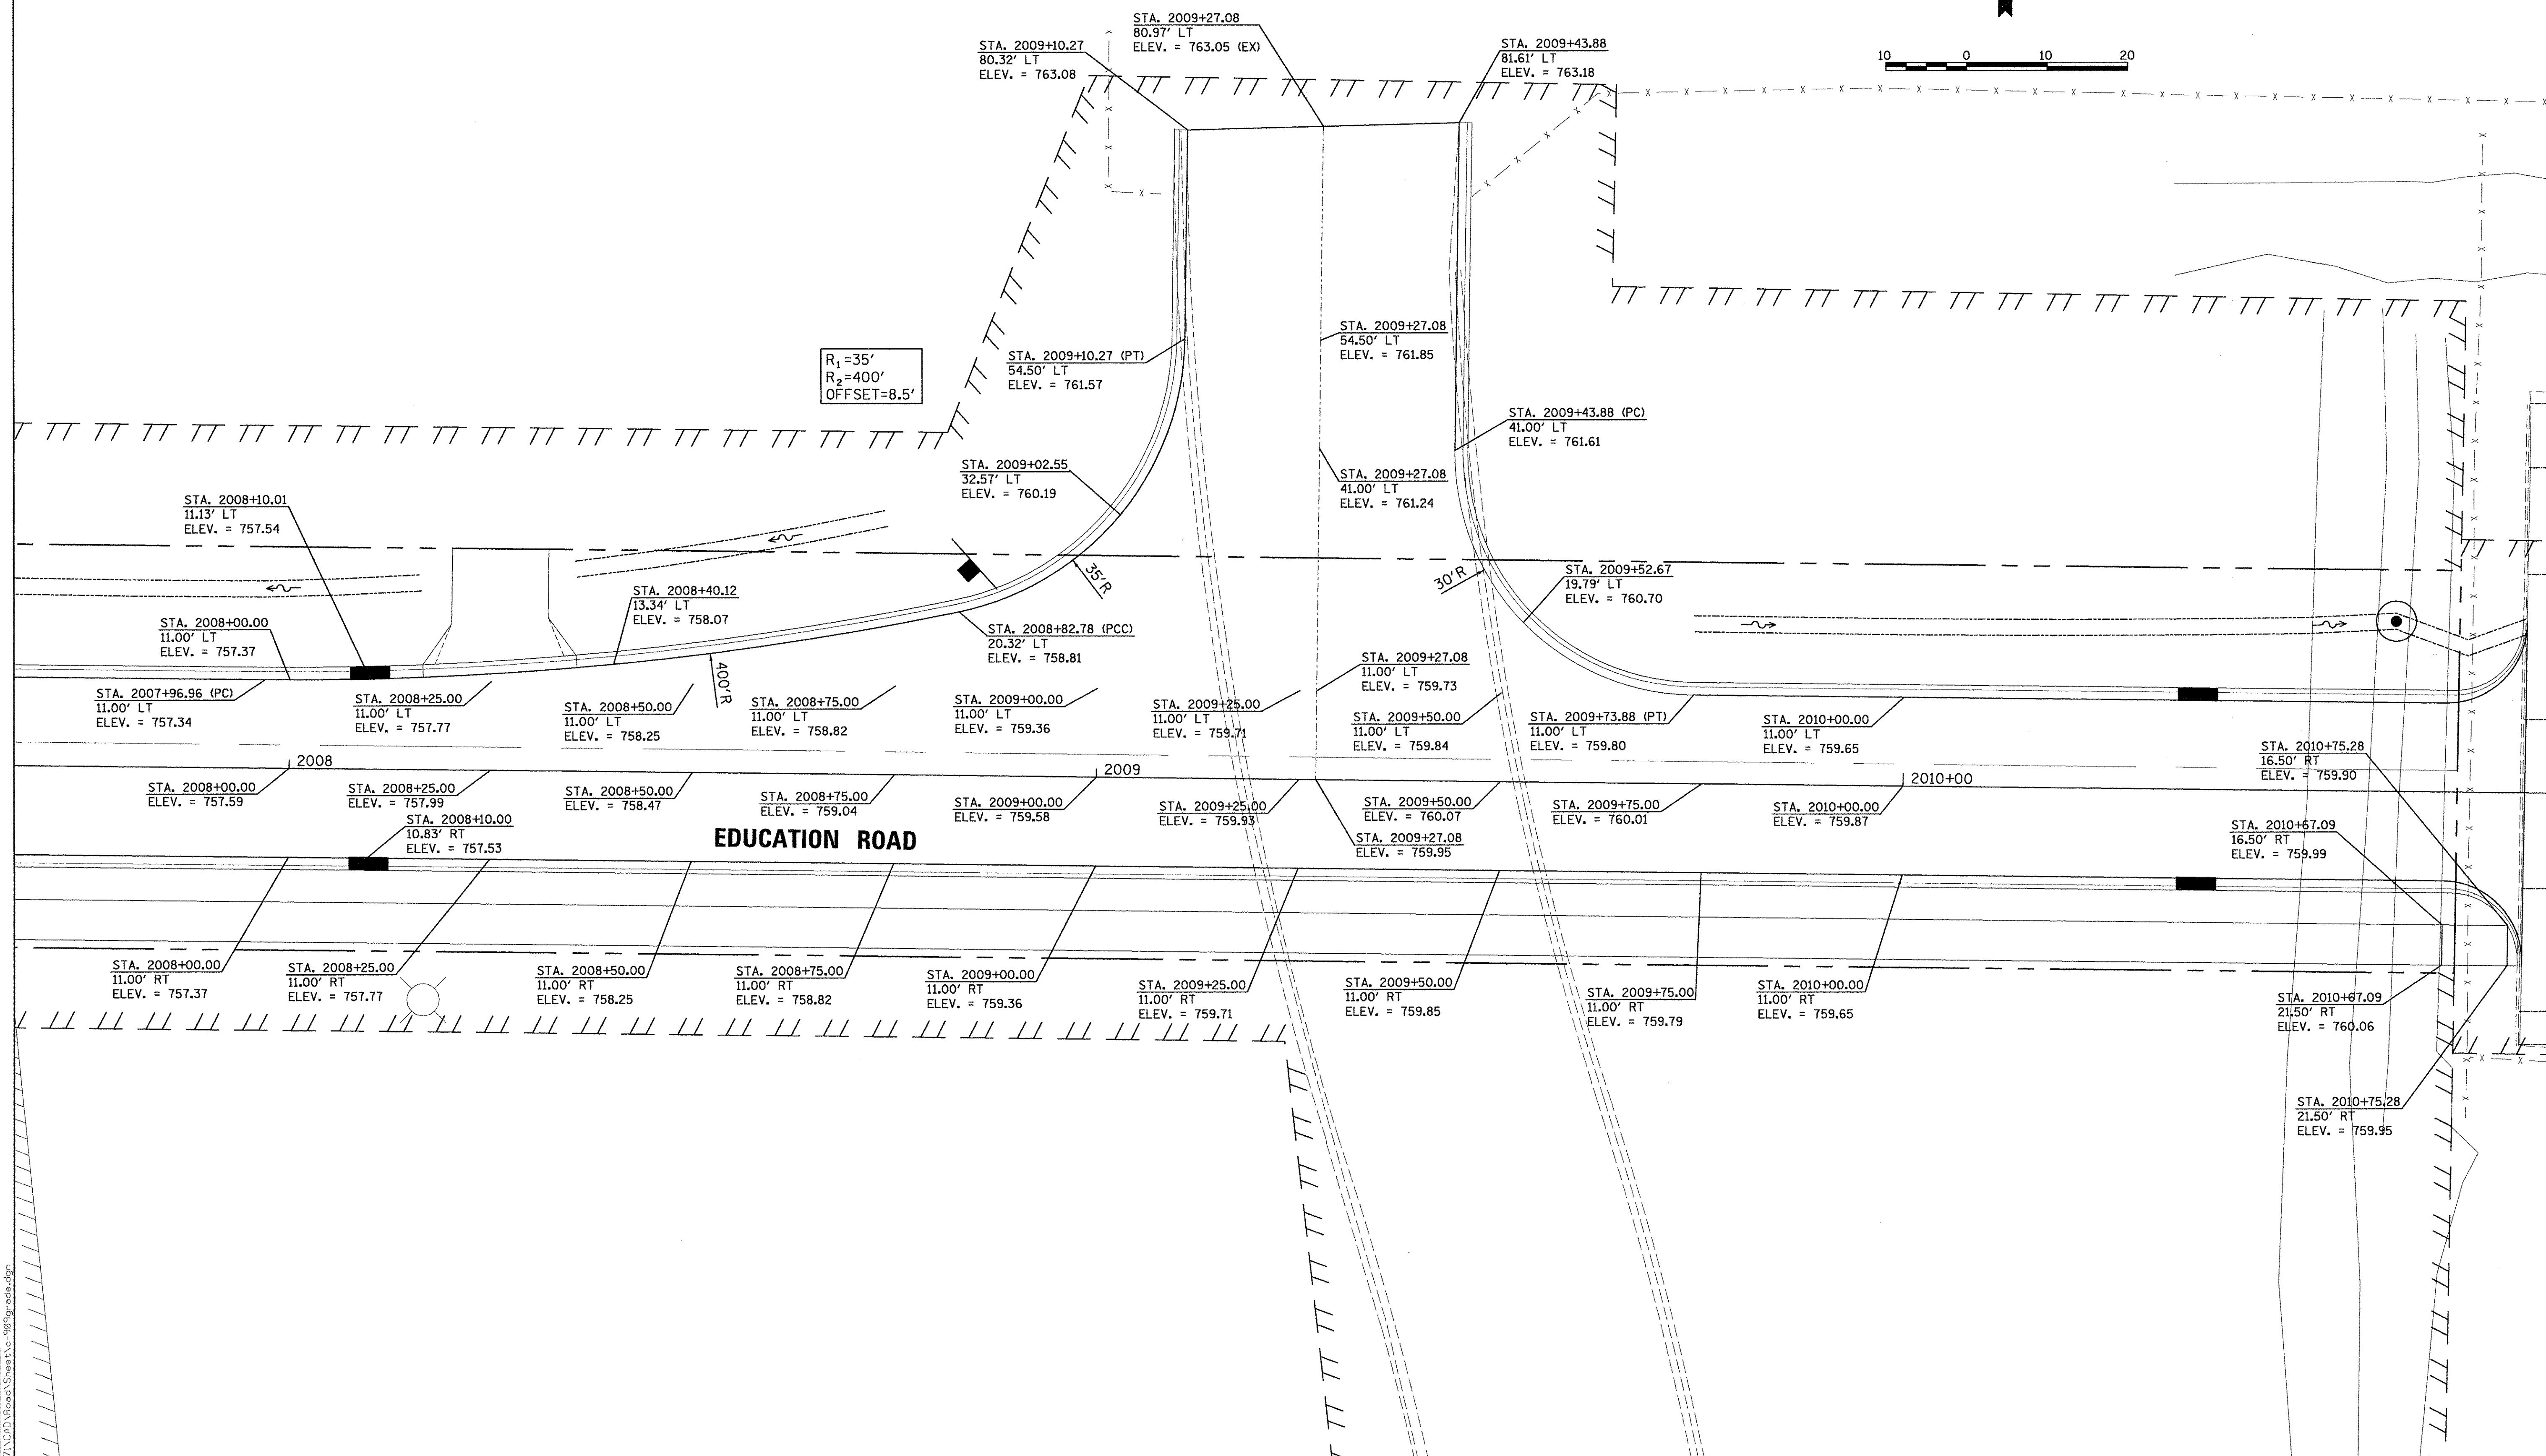 STA. 2009+27.08
80.97' LT
ELEV. = 763.05 (EX)
STA. 2009+10.27
80.32' LT
ELEV. = 763.08
STA. 2009+43.88
81.61' LT
ELEV. = 763.18
10 0 10 20
STA. 2009+27.08
54.50' LT
ELEV. = 761.85
R1=35'
R2=400'
OFFSET=8.5'
STA. 2009+10.27 (PT)
54.50' LT
ELEV. = 761.57
STA. 2009+43.88 (PC)
41.00' LT
ELEV. = 761.61
STA. 2009+02.55
32.57' LT
ELEV. = 760.19
STA. 2009+27.08
41.00' LT
ELEV. = 761.24
STA. 2008+10.01
11.13' LT
ELEV. = 757.54
35'R
30'R
STA. 2009+52.67
19.79' LT
ELEV. = 760.70
STA. 2008+40.12
13.34' LT
ELEV. = 758.07
STA. 2008+00.00
11.00' LT
ELEV. = 757.37
STA. 2008+82.78 (PCC)
20.32' LT
ELEV. = 758.81
400'R
STA. 2009+27.08
11.00' LT
ELEV. = 759.73
STA. 2007+96.96 (PC)
11.00' LT
ELEV. = 757.34
STA. 2008+25.00
11.00' LT
ELEV. = 757.77
STA. 2008+50.00
11.00' LT
ELEV. = 758.25
STA. 2008+75.00
11.00' LT
ELEV. = 758.82
STA. 2009+00.00
11.00' LT
ELEV. = 759.36
STA. 2009+25.00
11.00' LT
ELEV. = 759.71
STA. 2009+50.00
11.00' LT
ELEV. = 759.84
STA. 2009+73.88 (PT)
11.00' LT
ELEV. = 759.80
STA. 2010+00.00
11.00' LT
ELEV. = 759.65
STA. 2010+75.28
16.50' RT
ELEV. = 759.90
2008
2009
2010+00
STA. 2008+00.00
ELEV. = 757.59
STA. 2008+25.00
ELEV. = 757.99
STA. 2008+50.00
ELEV. = 758.47
STA. 2008+75.00
ELEV. = 759.04
STA. 2009+00.00
ELEV. = 759.58
STA. 2009+25.00
ELEV. = 759.93
STA. 2009+50.00
ELEV. = 760.07
STA. 2009+75.00
ELEV. = 760.01
STA. 2010+00.00
ELEV. = 759.87
STA. 2008+10.00
10.83' RT
ELEV. = 757.53
EDUCATION ROAD
STA. 2009+27.08
ELEV. = 759.95
STA. 2010+67.09
16.50' RT
ELEV. = 759.99
STA. 2008+00.00
11.00' RT
ELEV. = 757.37
STA. 2008+25.00
11.00' RT
ELEV. = 757.77
STA. 2008+50.00
11.00' RT
ELEV. = 758.25
STA. 2008+75.00
11.00' RT
ELEV. = 758.82
STA. 2009+00.00
11.00' RT
ELEV. = 759.36
STA. 2009+25.00
11.00' RT
ELEV. = 759.71
STA. 2009+50.00
11.00' RT
ELEV. = 759.85
STA. 2009+75.00
11.00' RT
ELEV. = 759.79
STA. 2010+00.00
11.00' RT
ELEV. = 759.65
STA. 2010+67.09
21.50' RT
ELEV. = 760.06
STA. 2010+75.28
21.50' RT
ELEV. = 759.95
71\CAD\Road\Sheet\c-909grade.dgn